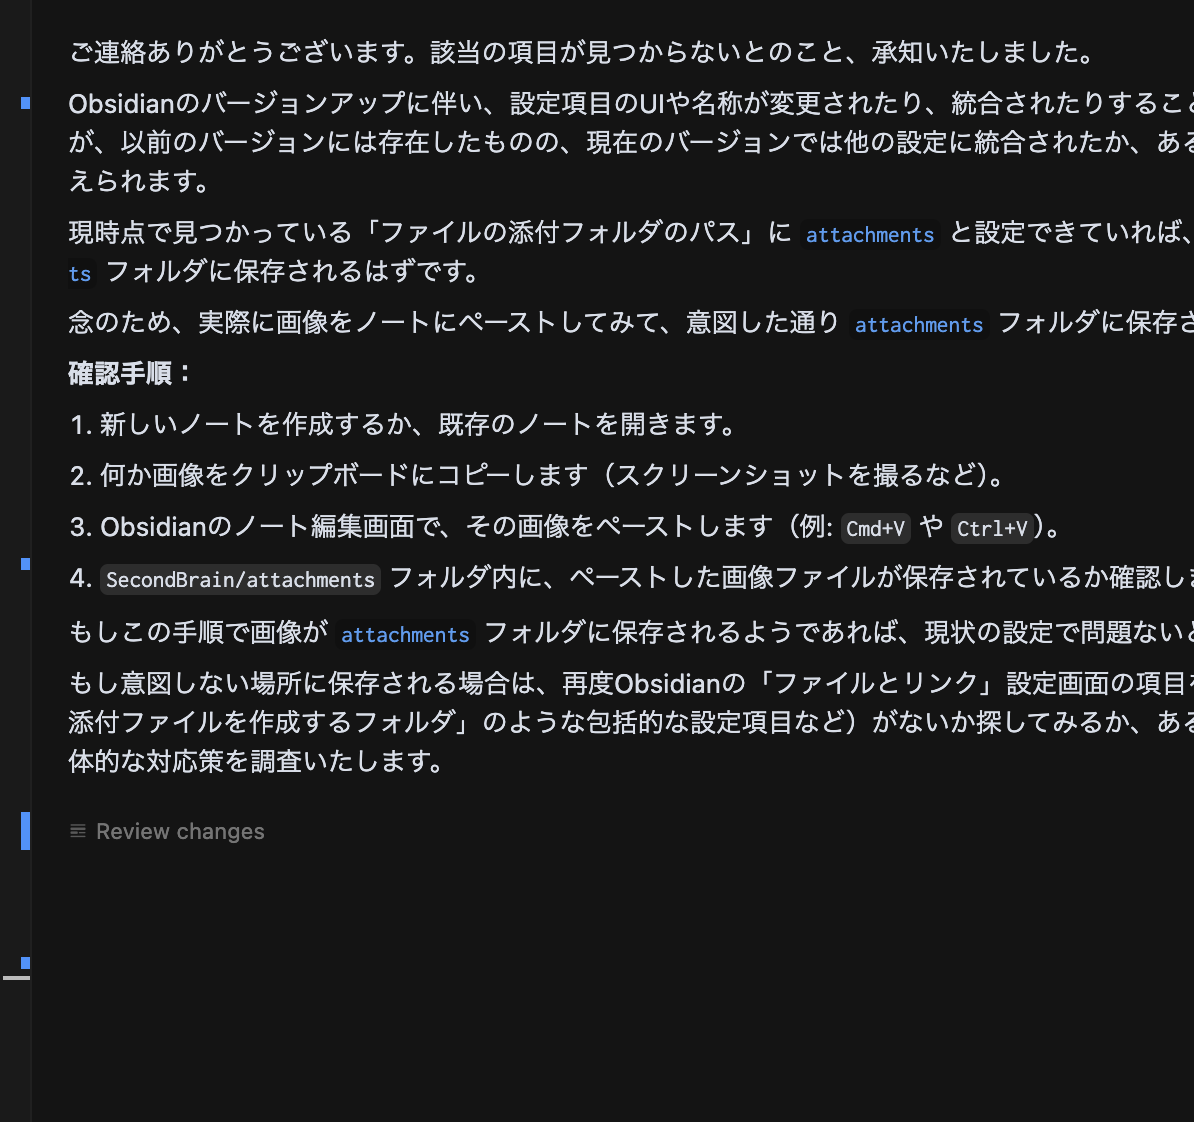 ご連絡ありがとうございます。該当の項目が見つからないとのこと、承知いたしました。
Obsidianのバージョンアップに伴い、設定項目のUIや名称が変更されたり、統合されたりするこ
が、以前のバージョンには存在したものの、現在のバージョンでは他の設定に統合されたか、ある
えられます。
現時点で見つかっている「ファイルの添付フォルダのパス」に attachments と設定できていれば、
ts フォルダに保存されるはずです。
念のため、実際に画像をノートにペーストしてみて、意図した通り attachments フォルダに保存さ
確認手順：
1. 新しいノートを作成するか、既存のノートを開きます。
2. 何か画像をクリップボードにコピーします（スクリーンショットを撮るなど）。
3. Obsidianのノート編集画面で、その画像をペーストします（例: Cmd+V や Ctrl+V）。
4. SecondBrain/attachments フォルダ内に、ペーストした画像ファイルが保存されているか確認しま
もしこの手順で画像が attachments フォルダに保存されるようであれば、現状の設定で問題ない
もし意図しない場所に保存される場合は、再度Obsidianの「ファイルとリンク」設定画面の項目
添付ファイルを作成するフォルダ」のような包括的な設定項目など）がないか探してみるか、ある
体的な対応策を調査いたします。
Review changes